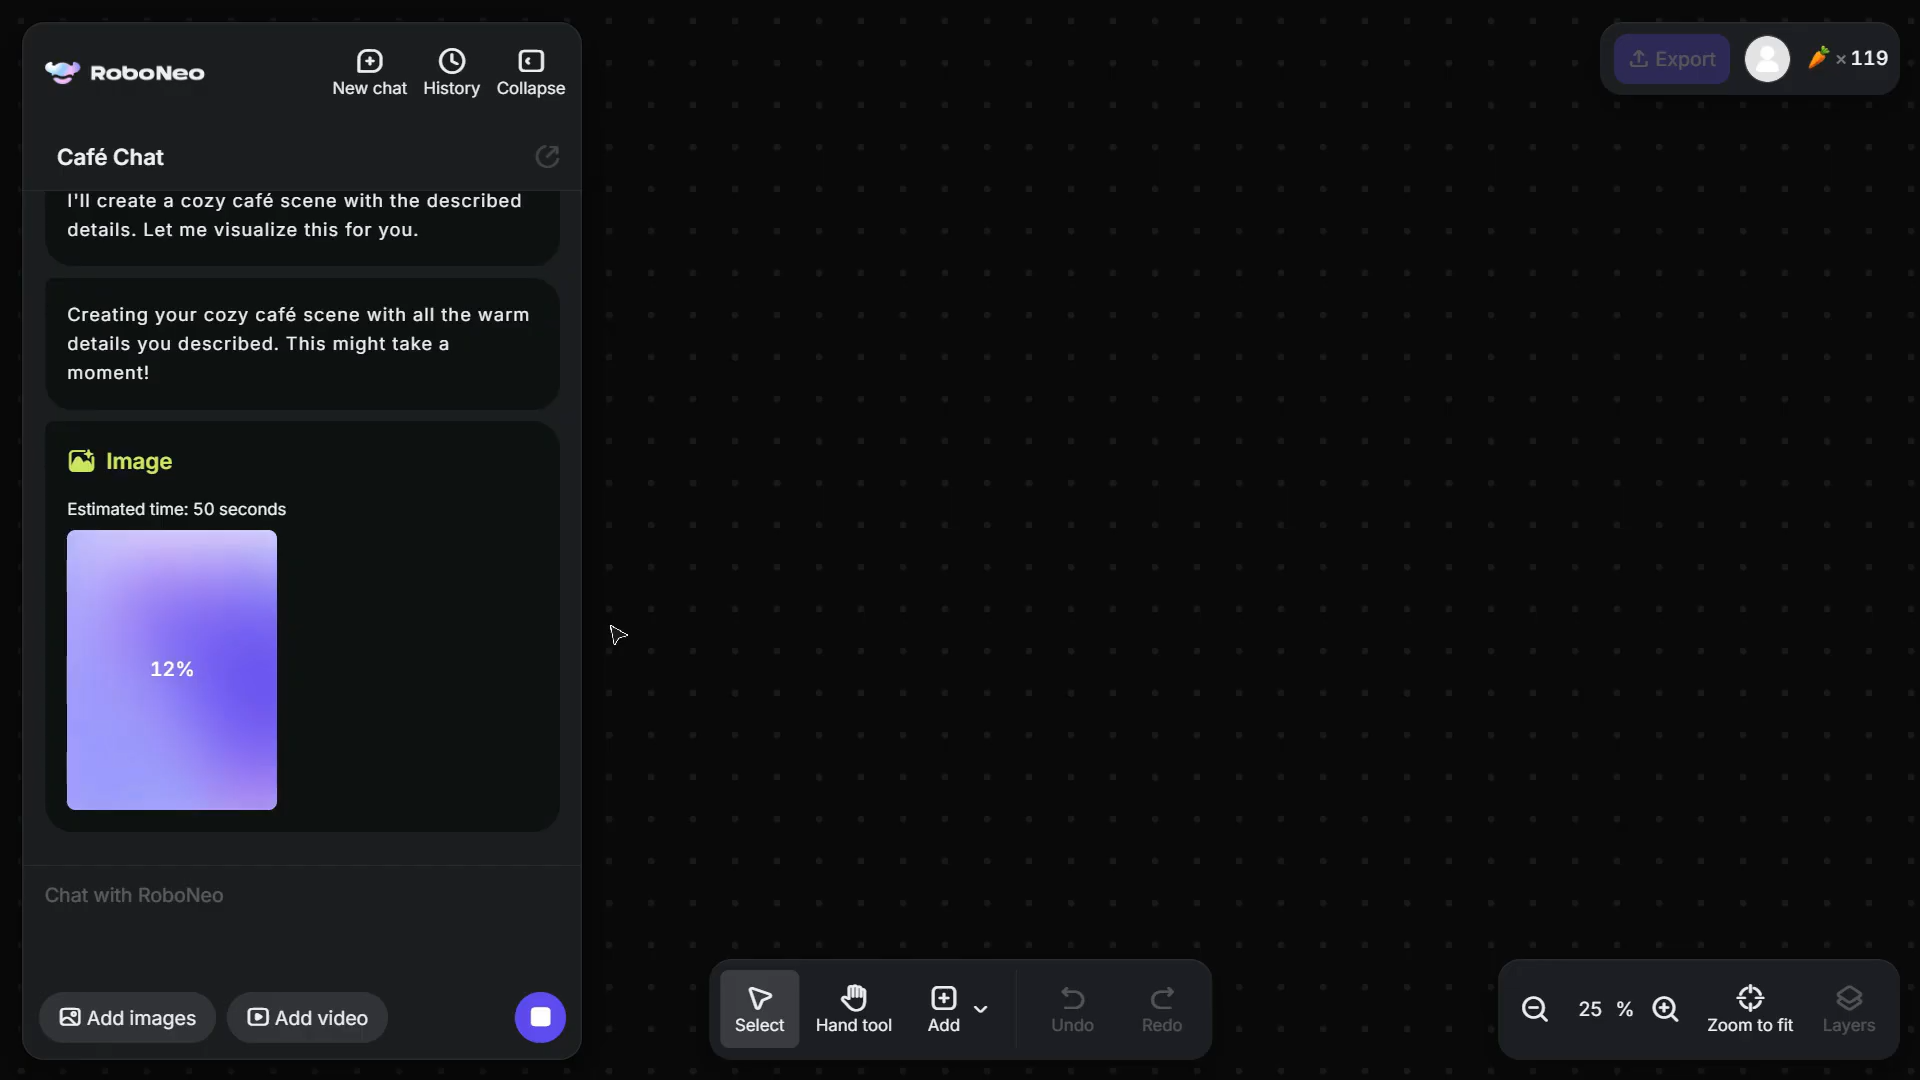 RoboNeo
New chat
History
Collapse
Export
× 119
Café Chat
I'll create a cozy café scene with the described
details. Let me visualize this for you.
Creating your cozy café scene with all the warm
details you described. This might take a
moment!
Image
Estimated time: 50 seconds
12%
Chat with RoboNeo
Add images
Add video
Select
Hand tool
Add
Undo
Redo
25 %
Zoom to fit
Layers